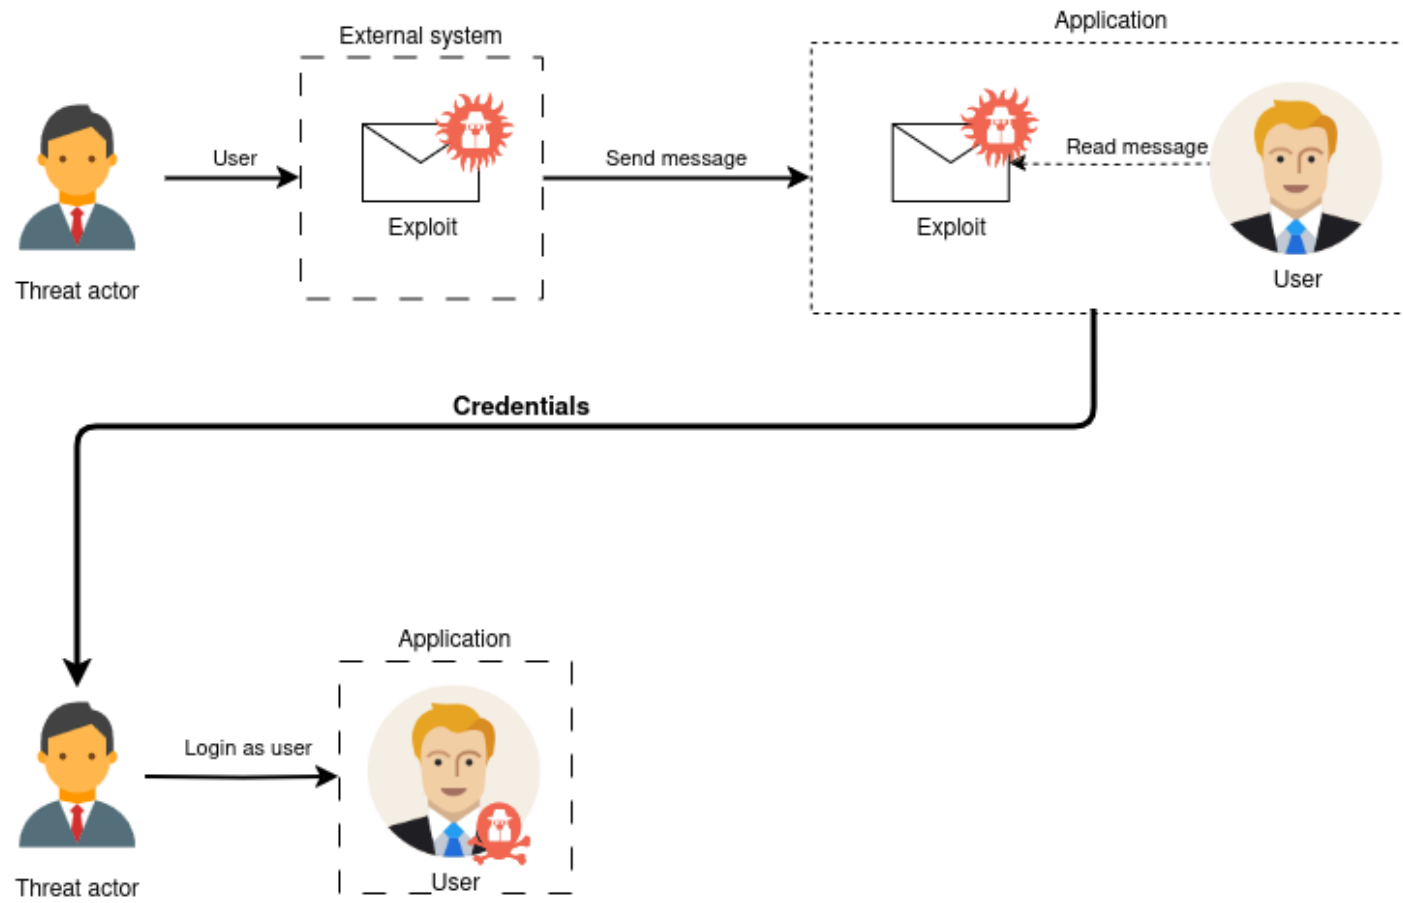 Application
External system
User
Send message
Read message
Exploit
Exploit
User
Threat actor
Credentials
Application
Login as user
User
Threat actor